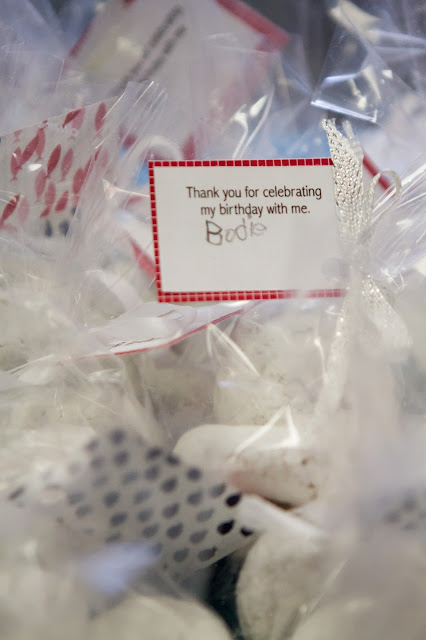 Thank you for celebrating
my birthday with me.
Bodie